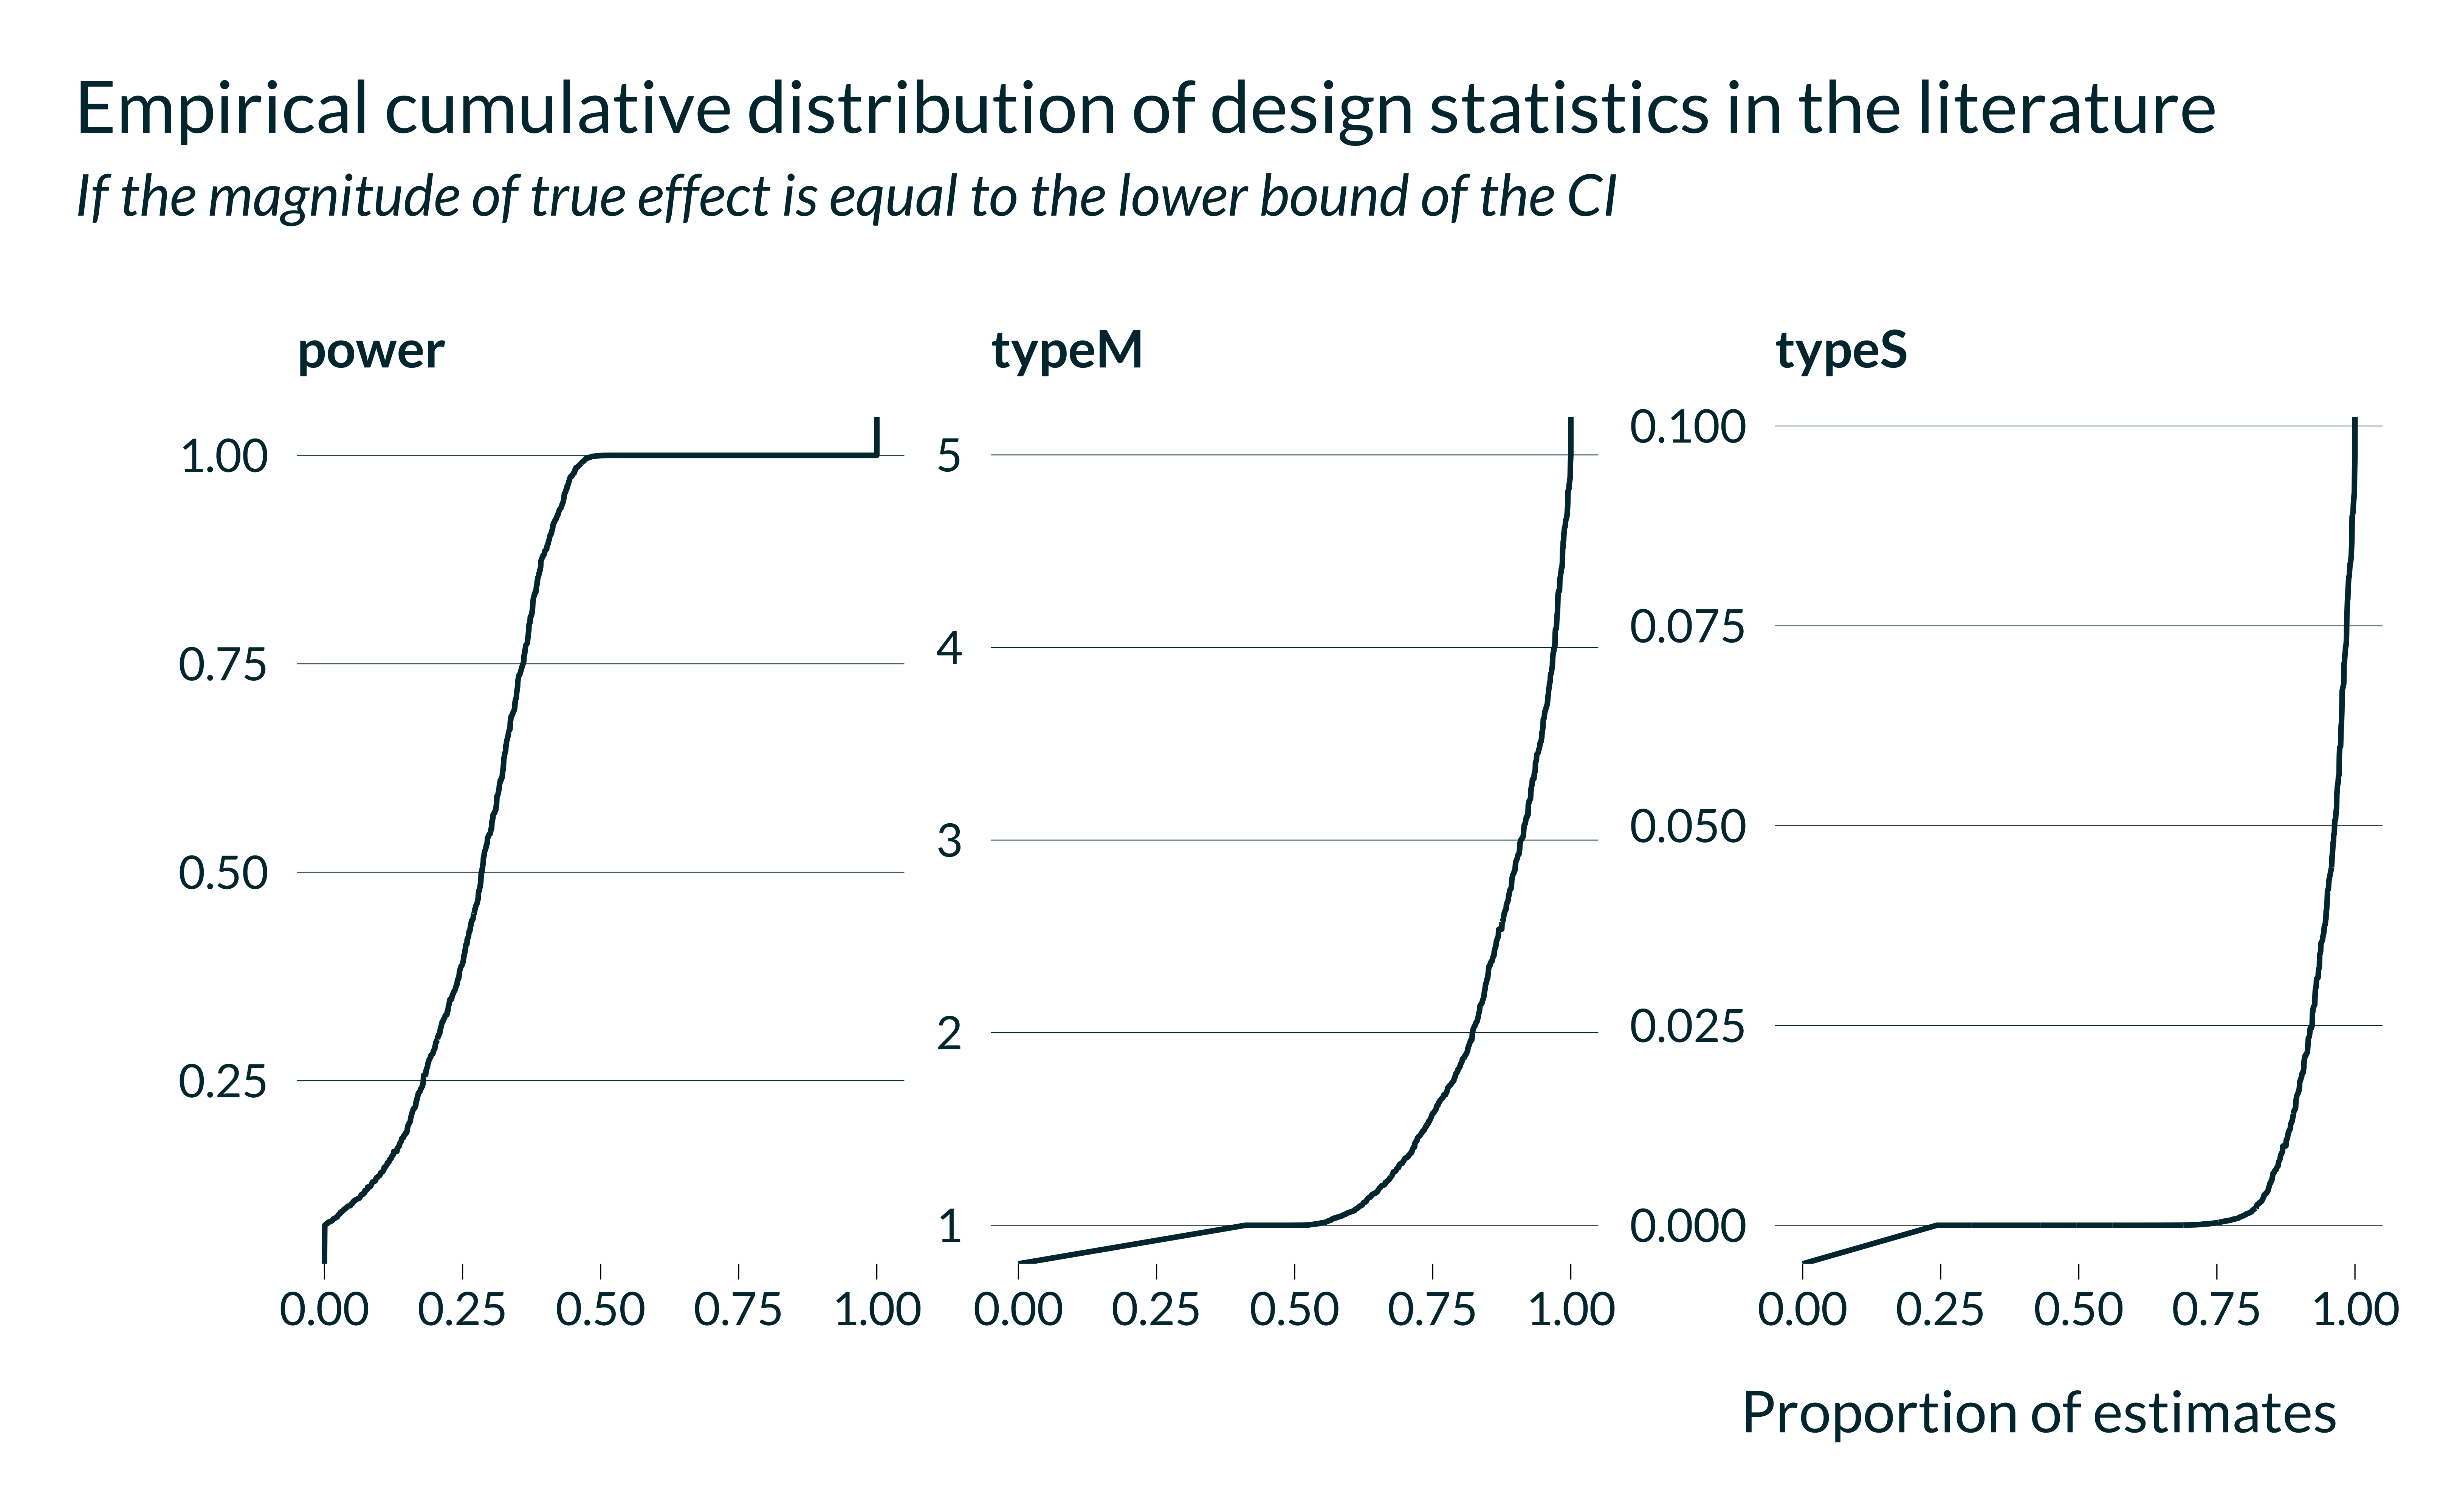 Empirical cumulative distribution of design statistics in the literature
If the magnitude of true effect is equal to the lower bound of the CI
power
1.00
0.75
0.50
0.25
0.00 0.25 0.50 0.75 1.00
typeM
5
4
3
2
1
0.00 0.25 0.50 0.75 1.00
typeS
0.100
0.075
0.050
0.025
0.000
0.00 0.25 0.50 0.75 1.00
Proportion of estimates